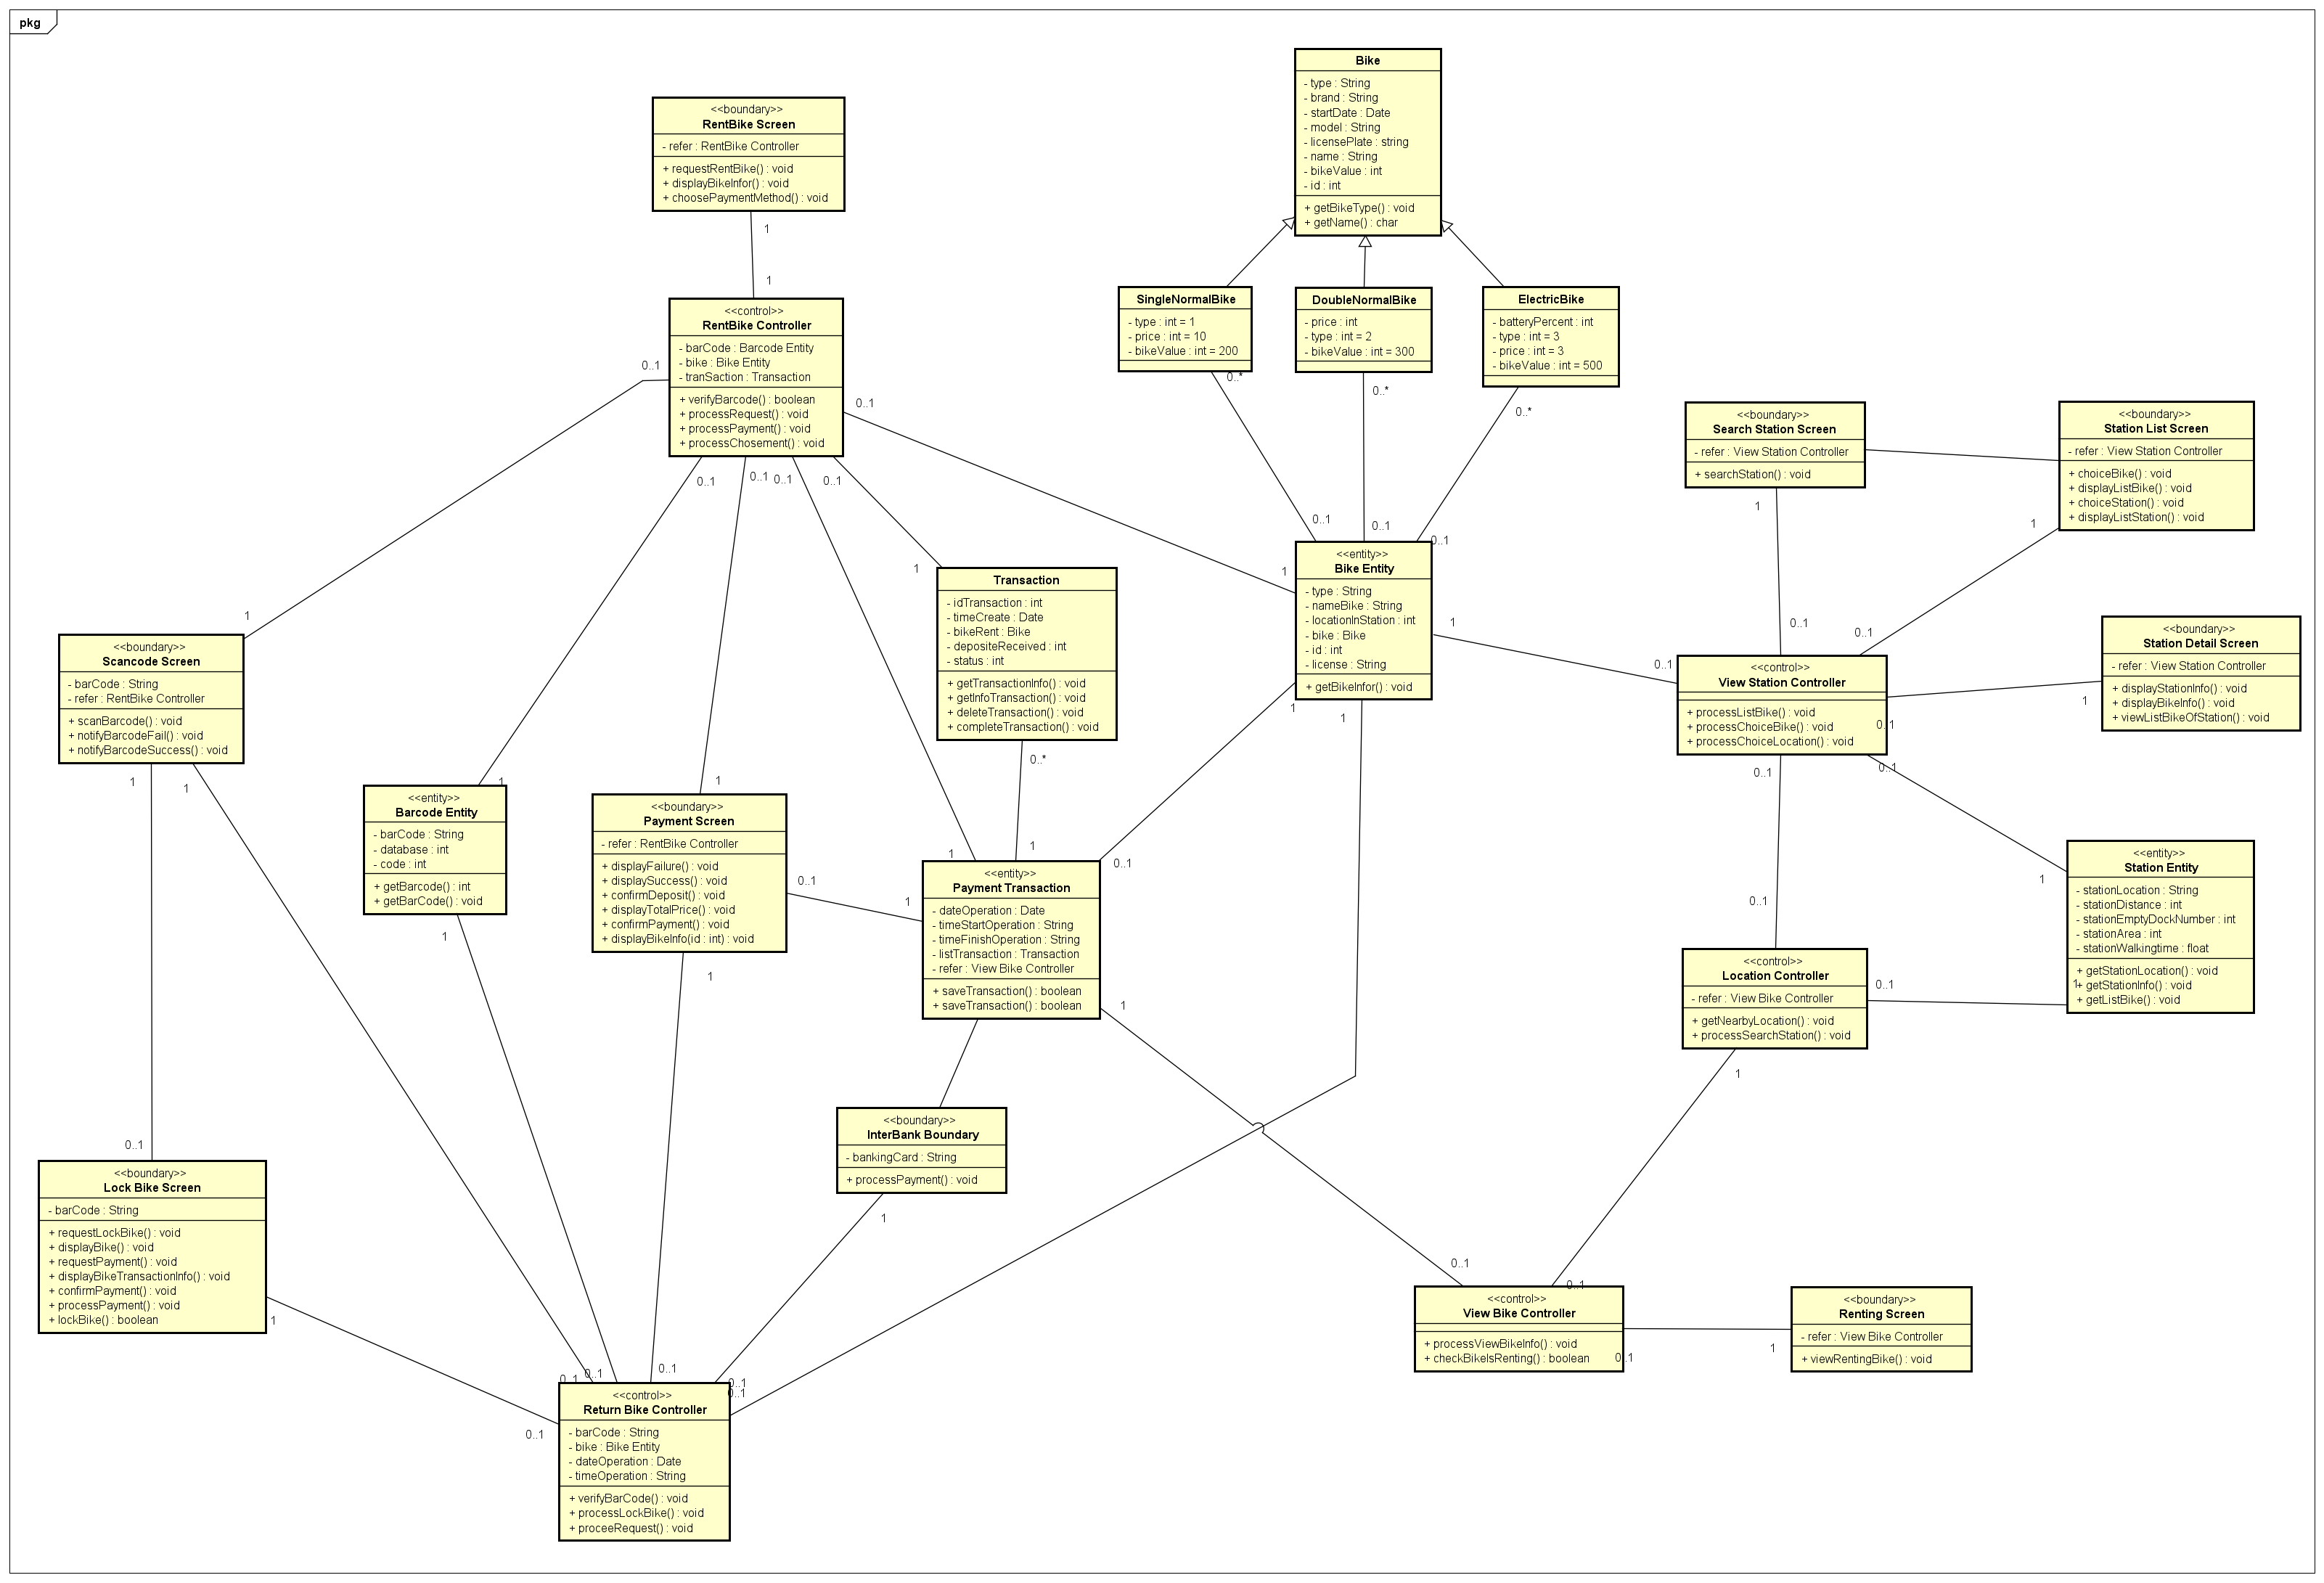 pkg
Bike
- type : String
- brand : String
- startDate : Date
- model : String
- licensePlate : string
- name : String
- bikeValue : int
- id : int
+ getBikeType() : void
+ getName() : char
<<boundary>>
RentBike Screen
- refer : RentBike Controller
+ requestRentBike() : void
+ displayBikeInfor() : void
+ choosePaymentMethod() : void
1
1
<<control>>
RentBike Controller
- barCode : Barcode Entity
- bike : Bike Entity
- tranSaction : Transaction
+ verifyBarcode() : boolean
+ processRequest() : void
+ processPayment() : void
+ processChosement() : void
0..1
0..1
0..1
0..1
0..1
0..1
SingleNormalBike
- type : int = 1
- price : int = 10
- bikeValue : int = 200
0..*
DoubleNormalBike
- price : int
- type : int = 2
- bikeValue : int = 300
0..*
ElectricBike
- batteryPercent : int
- type : int = 3
- price : int = 3
- bikeValue : int = 500
0..*
<<boundary>>
Search Station Screen
- refer : View Station Controller
+ searchStation() : void
1
<<boundary>>
Station List Screen
- refer : View Station Controller
+ choiceBike() : void
+ displayListBike() : void
+ choiceStation() : void
+ displayListStation() : void
1
0..1
0..1
0..1
1
<<entity>>
Bike Entity
- type : String
- nameBike : String
- locationInStation : int
- bike : Bike
- id : int
- license : String
+ getBikeInfor() : void
1
1
1
1
Transaction
- idTransaction : int
- timeCreate : Date
- bikeRent : Bike
- depositeReceived : int
- status : int
+ getTransactionInfo() : void
+ getInfoTransaction() : void
+ deleteTransaction() : void
+ completeTransaction() : void
0..*
1
<<boundary>>
Scancode Screen
- barCode : String
- refer : RentBike Controller
+ scanBarcode() : void
+ notifyBarcodeFail() : void
+ notifyBarcodeSuccess() : void
1
1
0..1
0..1
0..1
<<control>>
View Station Controller
+ processListBike() : void
+ processChoiceBike() : void
+ processChoiceLocation() : void
0..1
0..1
0..1
<<boundary>>
Station Detail Screen
- refer : View Station Controller
+ displayStationInfo() : void
+ displayBikeInfo() : void
+ viewListBikeOfStation() : void
1
1
<<entity>>
Barcode Entity
- barCode : String
- database : int
- code : int
+ getBarcode() : int
+ getBarCode() : void
1
1
<<boundary>>
Payment Screen
- refer : RentBike Controller
+ displayFailure() : void
+ displaySuccess() : void
+ confirmDeposit() : void
+ displayTotalPrice() : void
+ confirmPayment() : void
+ displayBikeInfo(id : int) : void
0..1
1
1
1
1
0..1
<<entity>>
Payment Transaction
- dateOperation : Date
- timeStartOperation : String
- timeFinishOperation : String
- listTransaction : Transaction
- refer : View Bike Controller
+ saveTransaction() : boolean
+ saveTransaction() : boolean
1
1
<<entity>>
Station Entity
- stationLocation : String
- stationDistance : int
- stationEmptyDockNumber : int
- stationArea : int
- stationWalkingtime : float
+ getStationLocation() : void
+ getStationInfo() : void
+ getListBike() : void
1
0..1
<<control>>
Location Controller
- refer : View Bike Controller
+ getNearbyLocation() : void
+ processSearchStation() : void
0..1
1
<<boundary>>
InterBank Boundary
- bankingCard : String
+ processPayment() : void
1
0..1
<<boundary>>
Lock Bike Screen
- barCode : String
+ requestLockBike() : void
+ displayBike() : void
+ requestPayment() : void
+ displayBikeTransactionInfo() : void
+ confirmPayment() : void
+ processPayment() : void
+ lockBike() : boolean
1
0..1
0..1
<<control>>
View Bike Controller
+ processViewBikeInfo() : void
+ checkBikeIsRenting() : boolean
0..1
1
<<boundary>>
Renting Screen
- refer : View Bike Controller
+ viewRentingBike() : void
0..1
0..1
0..1
0..1
0..1
0..1
<<control>>
Return Bike Controller
- barCode : String
- bike : Bike Entity
- dateOperation : Date
- timeOperation : String
+ verifyBarCode() : void
+ processLockBike() : void
+ proceeRequest() : void